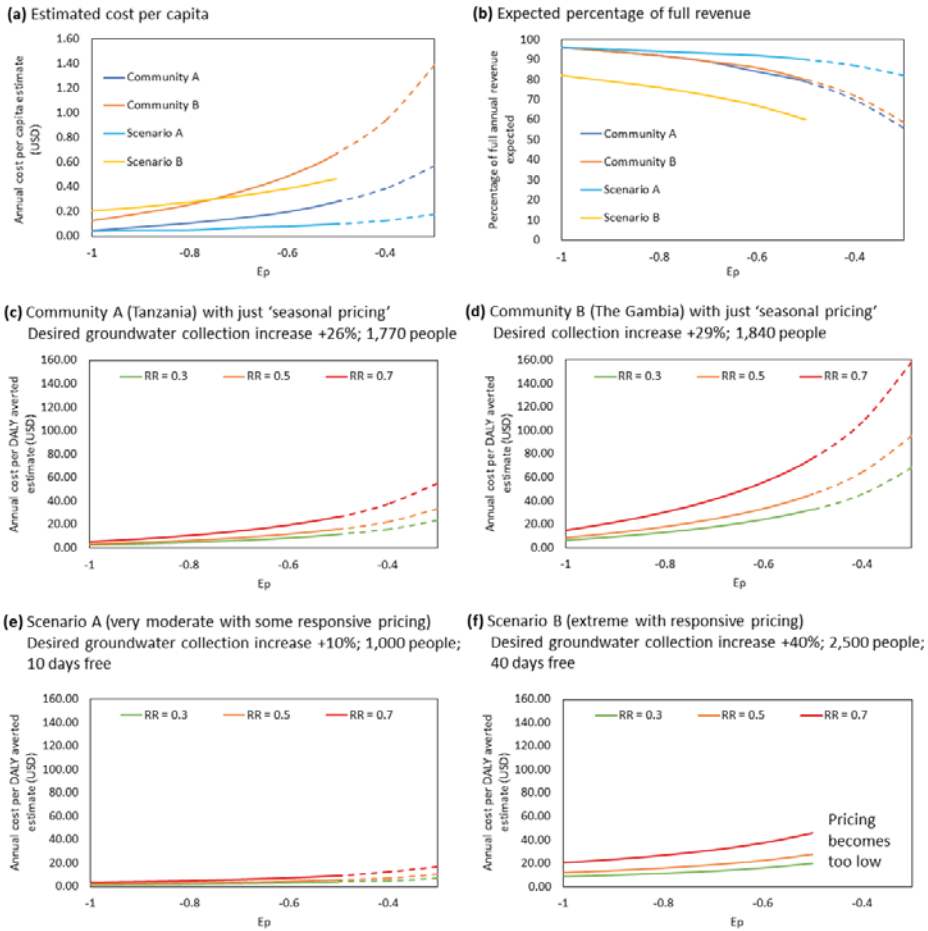 (a) Estimated cost per capita
Annual cost per capita estimate
(USD)
1.60
1.40
1.20
1.00
0.80
0.60
0.40
0.20
0.00
Community A
Community B
Scenario A
Scenario B
-1
-0.8
-0.6
-0.4
Ep
(b) Expected percentage of full revenue
Percentage of full annual revenue
expected
100
90
80
70
60
50
40
30
20
10
0
Community A
Community B
Scenario A
Scenario B
-1
-0.8
-0.6
-0.4
Ep
(c) Community A (Tanzania) with just ‘seasonal pricing’
Desired groundwater collection increase +26%; 1,770 people
Annual cost per DALY averted
estimate (USD)
160.00
140.00
120.00
100.00
80.00
60.00
40.00
20.00
0.00
RR = 0.3
RR = 0.5
RR = 0.7
-1
-0.8
-0.6
-0.4
Ep
(d) Community B (The Gambia) with just ‘seasonal pricing’
Desired collection increase +29%; 1,840 people
Annual cost per DALY averted
estimate (USD)
160.00
140.00
120.00
100.00
80.00
60.00
40.00
20.00
0.00
RR = 0.3
RR = 0.5
RR = 0.7
-1
-0.8
-0.6
-0.4
Ep
(e) Scenario A (very moderate with some responsive pricing)
Desired groundwater collection increase +10%; 1,000 people;
10 days free
Annual cost per DALY averted
estimate (USD)
160.00
140.00
120.00
100.00
80.00
60.00
40.00
20.00
0.00
RR = 0.3
RR = 0.5
RR = 0.7
-1
-0.8
-0.6
-0.4
Ep
(f) Scenario B (extreme with responsive pricing)
Desired groundwater collection increase +40%; 2,500 people;
40 days free
Annual cost per DALY averted
estimate (USD)
160.00
140.00
120.00
100.00
80.00
60.00
40.00
20.00
0.00
RR = 0.3
RR = 0.5
RR = 0.7
Pricing
becomes
too low
-1
-0.8
-0.6
-0.4
Ep